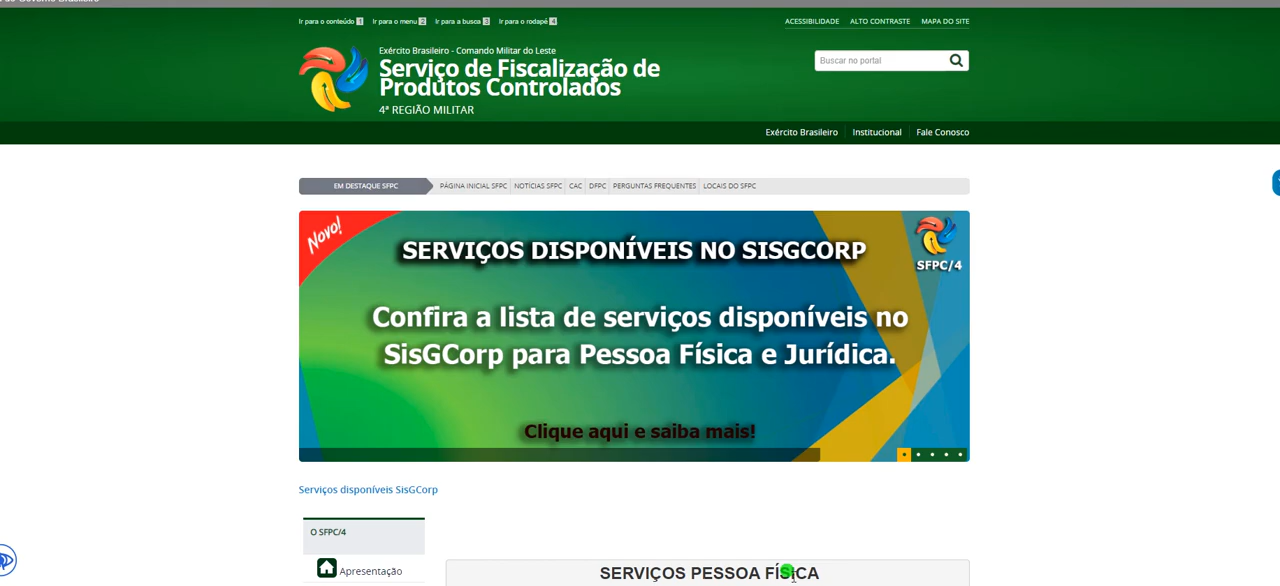 Ir para o conteúdo 1 Ir para o menu 2 Ir para a busca 3 Ir para o rodapé 4
ACESSIBILIDADE ALTO CONTRASTE MAPA DO SITE
Exército Brasileiro - Comando Militar do Leste
Serviço de Fiscalização de
Produtos Controlados
4ª REGIÃO MILITAR
Buscar no portal
Exército Brasileiro Institucional Fale Conosco
EM DESTAQUE SFPC PÁGINA INICIAL SFPC NOTÍCIAS SFPC CAC DFPC PERGUNTAS FREQUENTES LOCAIS DO SFPC
Novo!
SERVIÇOS DISPONÍVEIS NO SISGCORP
SFPC/4
Confira a lista de serviços disponíveis no
SisGCorp para Pessoa Física e Jurídica.
Clique aqui e saiba mais!
Serviços disponíveis SisGCorp
O SFPC/4
Apresentação
SERVIÇOS PESSOA FÍSICA